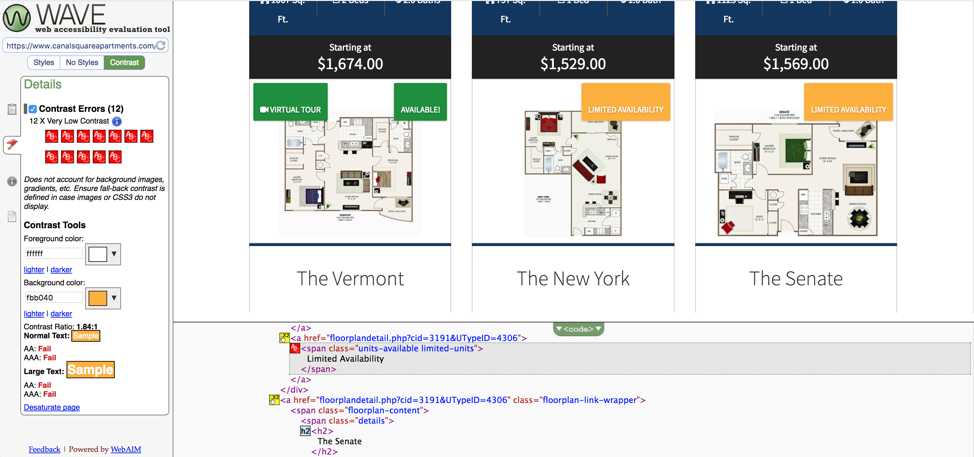 WAVE
web accessibility evaluation tool
https://www.canalsquareapartments.com/
Styles
No Styles
Contrast
Details
Contrast Errors (12)
12 X Very Low Contrast
Does not account for background images,
gradients, etc. Ensure fall-back contrast is
defined in case images or CSS3 do not
display.
Contrast Tools
Foreground color:
ffffff
lighter | darker
Background color:
fbb040
lighter | darker
Contrast Ratio: 1.84:1
Normal Text: Sample
AA: Fail
AAA: Fail
Large Text: Sample
AA: Fail
AAA: Fail
Desaturate page
Feedback | Powered by WebAIM
Ft.
Starting at
$1,674.00
VIRTUAL TOUR
AVAILABLE!
The Vermont
Ft.
Starting at
$1,529.00
LIMITED AVAILABILITY
The New York
Ft.
Starting at
$1,569.00
LIMITED AVAILABILITY
The Senate
<code>
</a>
<a href="floorplandetail.php?cid=3191&UTypeID=4306">
<span class="units-available limited-units">
Limited Availability
</span>
</a>
</div>
<a href="floorplandetail.php?cid=3191&UTypeID=4306" class="floorplan-link-wrapper">
<span class="floorplan-content">
<span class="details">
h2 <h2>
The Senate
</h2>